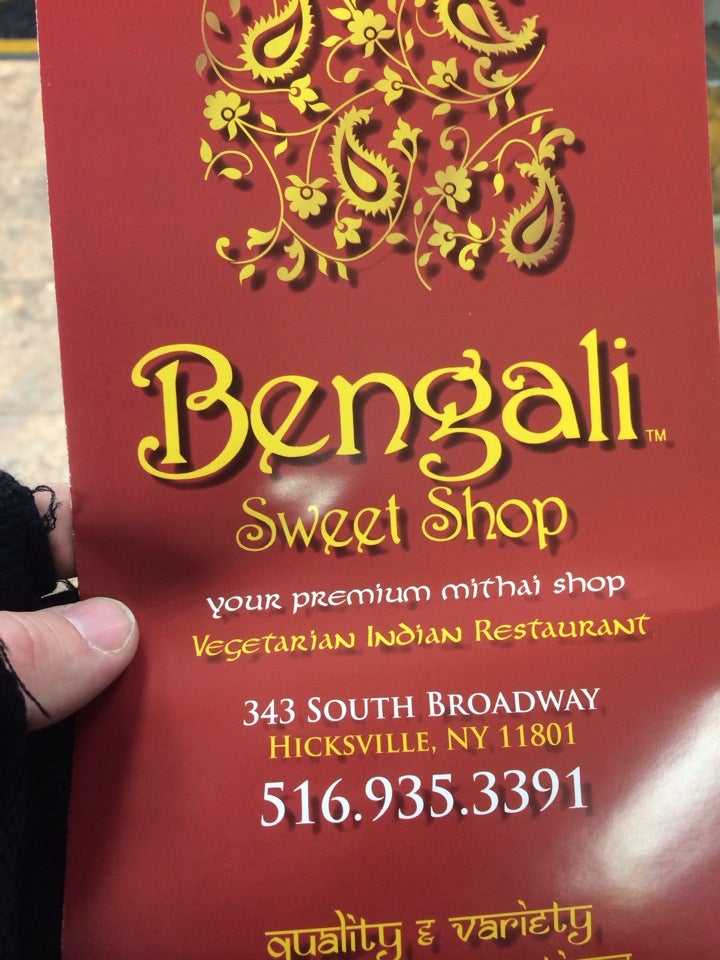 Bengali™
Sweet Shop
your premium mithai shop
Vegetarian Indian Restaurant
343 South Broadway
Hicksville, NY 11801
516.935.3391
quality & variety